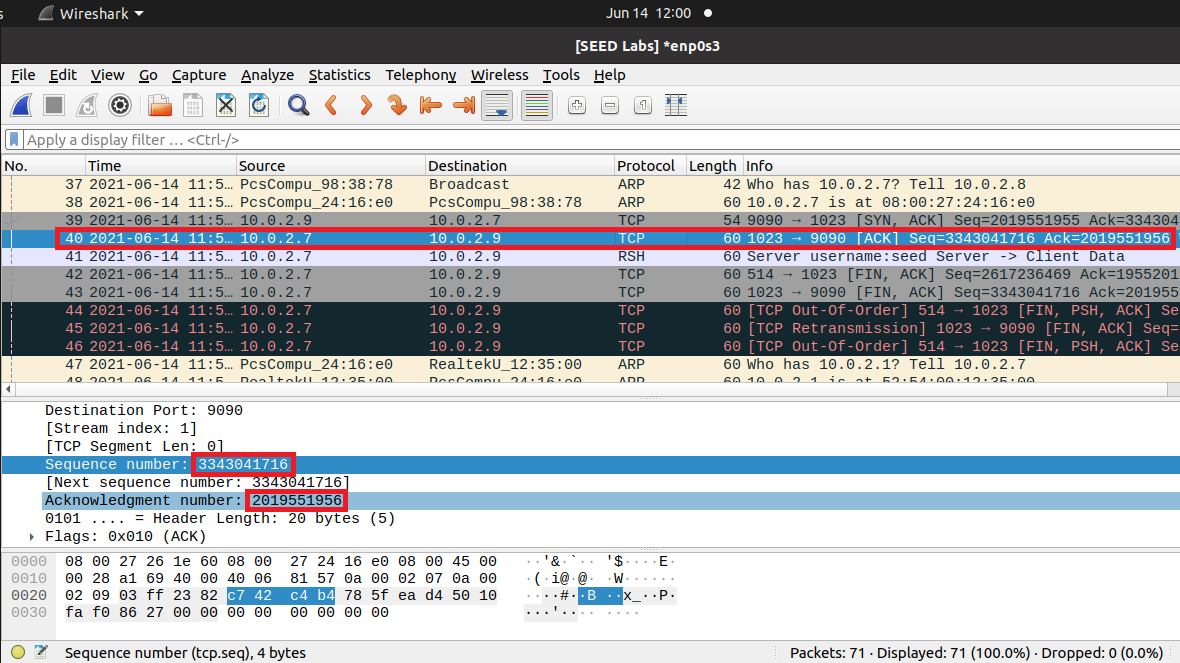 s Wireshark Jun 14 12:00
[SEED Labs] *enp0s3
File Edit View Go Capture Analyze Statistics Telephony Wireless Tools Help
Apply a display filter … <Ctrl-/>
No. Time Source Destination Protocol Length Info
37 2021-06-14 11:5… PcsCompu_98:38:78 Broadcast ARP 42 Who has 10.0.2.7? Tell 10.0.2.8
38 2021-06-14 11:5… PcsCompu_24:16:e0 PcsCompu_98:38:78 ARP 60 10.0.2.7 is at 08:00:27:24:16:e0
39 2021-06-14 11:5… 10.0.2.9 10.0.2.7 TCP 54 9090 → 1023 [SYN, ACK] Seq=2019551955 Ack=334304
40 2021-06-14 11:5… 10.0.2.7 10.0.2.9 TCP 60 1023 → 9090 [ACK] Seq=3343041716 Ack=2019551956
41 2021-06-14 11:5… 10.0.2.7 10.0.2.9 RSH 60 Server username:seed Server -> Client Data
42 2021-06-14 11:5… 10.0.2.7 10.0.2.9 TCP 60 514 → 1023 [FIN, ACK] Seq=2617236469 Ack=1955201
43 2021-06-14 11:5… 10.0.2.7 10.0.2.9 TCP 60 1023 → 9090 [FIN, ACK] Seq=3343041716 Ack=201955
44 2021-06-14 11:5… 10.0.2.7 10.0.2.9 TCP 60 [TCP Out-Of-Order] 514 → 1023 [FIN, PSH, ACK] Se
45 2021-06-14 11:5… 10.0.2.7 10.0.2.9 TCP 60 [TCP Retransmission] 1023 → 9090 [FIN, ACK] Seq=
46 2021-06-14 11:5… 10.0.2.7 10.0.2.9 TCP 60 [TCP Out-Of-Order] 514 → 1023 [FIN, PSH, ACK] Se
47 2021-06-14 11:5… PcsCompu_24:16:e0 RealtekU_12:35:00 ARP 60 Who has 10.0.2.1? Tell 10.0.2.7
48 2021-06-14 11:5… RealtekU_12:35:00 PcsCompu_24:16:e0 ARP 60 10.0.2.1 is at 52:54:00:12:35:00
Destination Port: 9090
[Stream index: 1]
[TCP Segment Len: 0]
Sequence number: 3343041716
[Next sequence number: 3343041716]
Acknowledgment number: 2019551956
0101 .... = Header Length: 20 bytes (5)
Flags: 0x010 (ACK)
0000 08 00 27 26 1e 60 08 00 27 24 16 e0 08 00 45 00 ··'&·`·· '$····E·
0010 00 28 a1 69 40 00 40 06 81 57 0a 00 02 07 0a 00 ·(·i@·@· ·W······
0020 02 09 03 ff 23 82 c7 42 c4 b4 78 5f ea d4 50 10 ····#··B ··x_··P·
0030 fa f0 86 27 00 00 00 00 00 00 00 00 ···'···· ····
Sequence number (tcp.seq), 4 bytes Packets: 71 · Displayed: 71 (100.0%) · Dropped: 0 (0.0%)